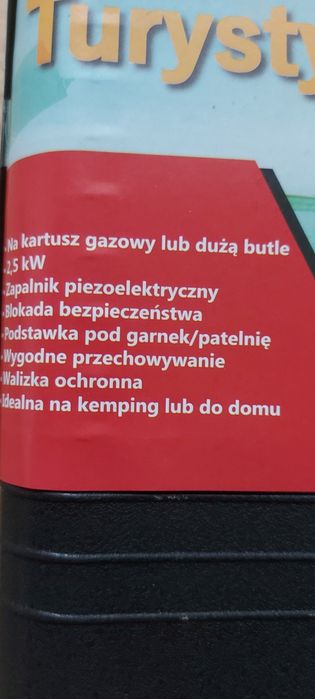 Turysty
-Na kartusz gazowy lub dużą butle
-2,5 kW
-Zapalnik piezoelektryczny
-Blokada bezpieczeństwa
-Podstawka pod garnek/patelnię
-Wygodne przechowywanie
-Walizka ochronna
-Idealna na kemping lub do domu